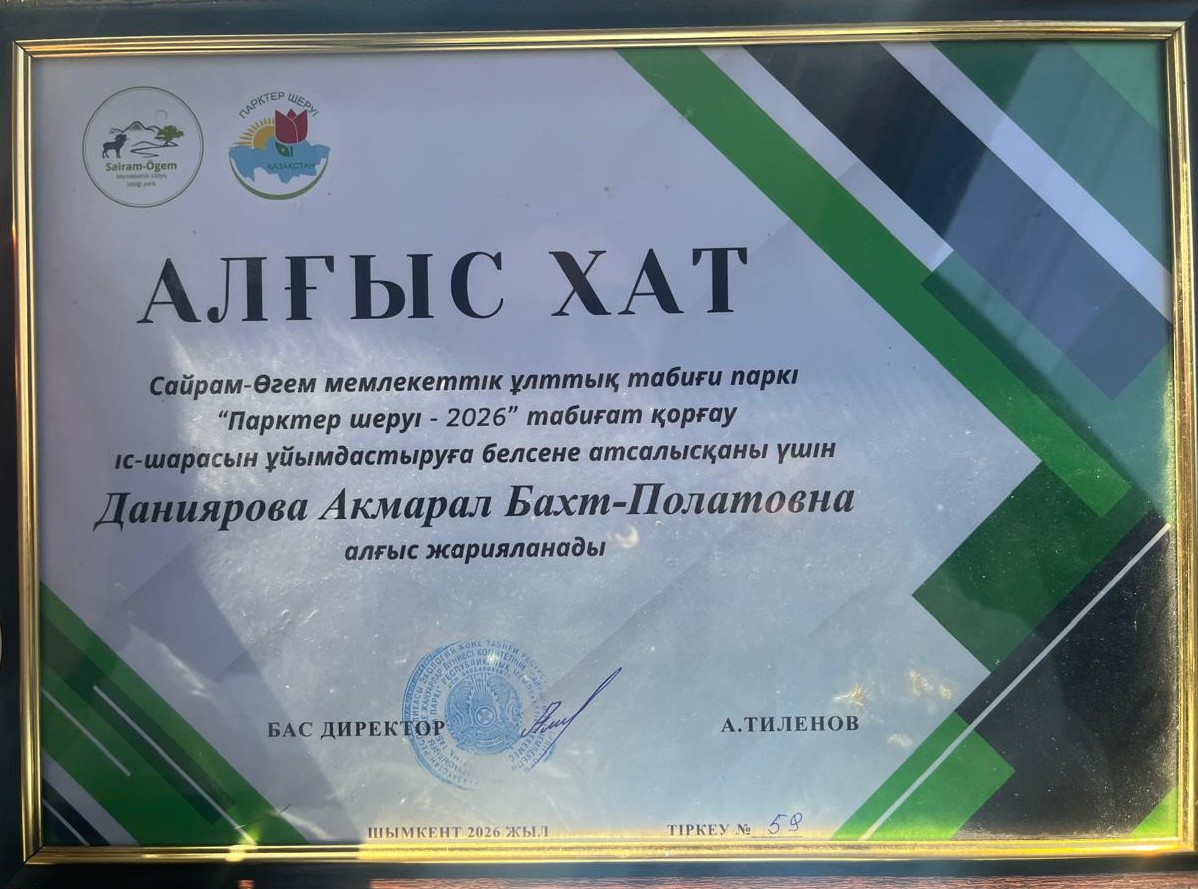 Sairam-Ögem
ПАРКТЕР ШЕРУІ
ҚАЗАҚСТАН
АЛҒЫС ХАТ
Сайрам-Өгем мемлекеттік ұлттық табиғи паркі
“Парктер шеруі - 2026” табиғат қорғау
іс-шарасын ұйымдастыруға белсене атсалысқаны үшін
Даниярова Акмарал Бахт-Полатовна
алғыс жарияланады
БАС ДИРЕКТОР
А.ТИЛЕНОВ
ШЫМКЕНТ 2026 ЖЫЛ
ТІРКЕУ № 59